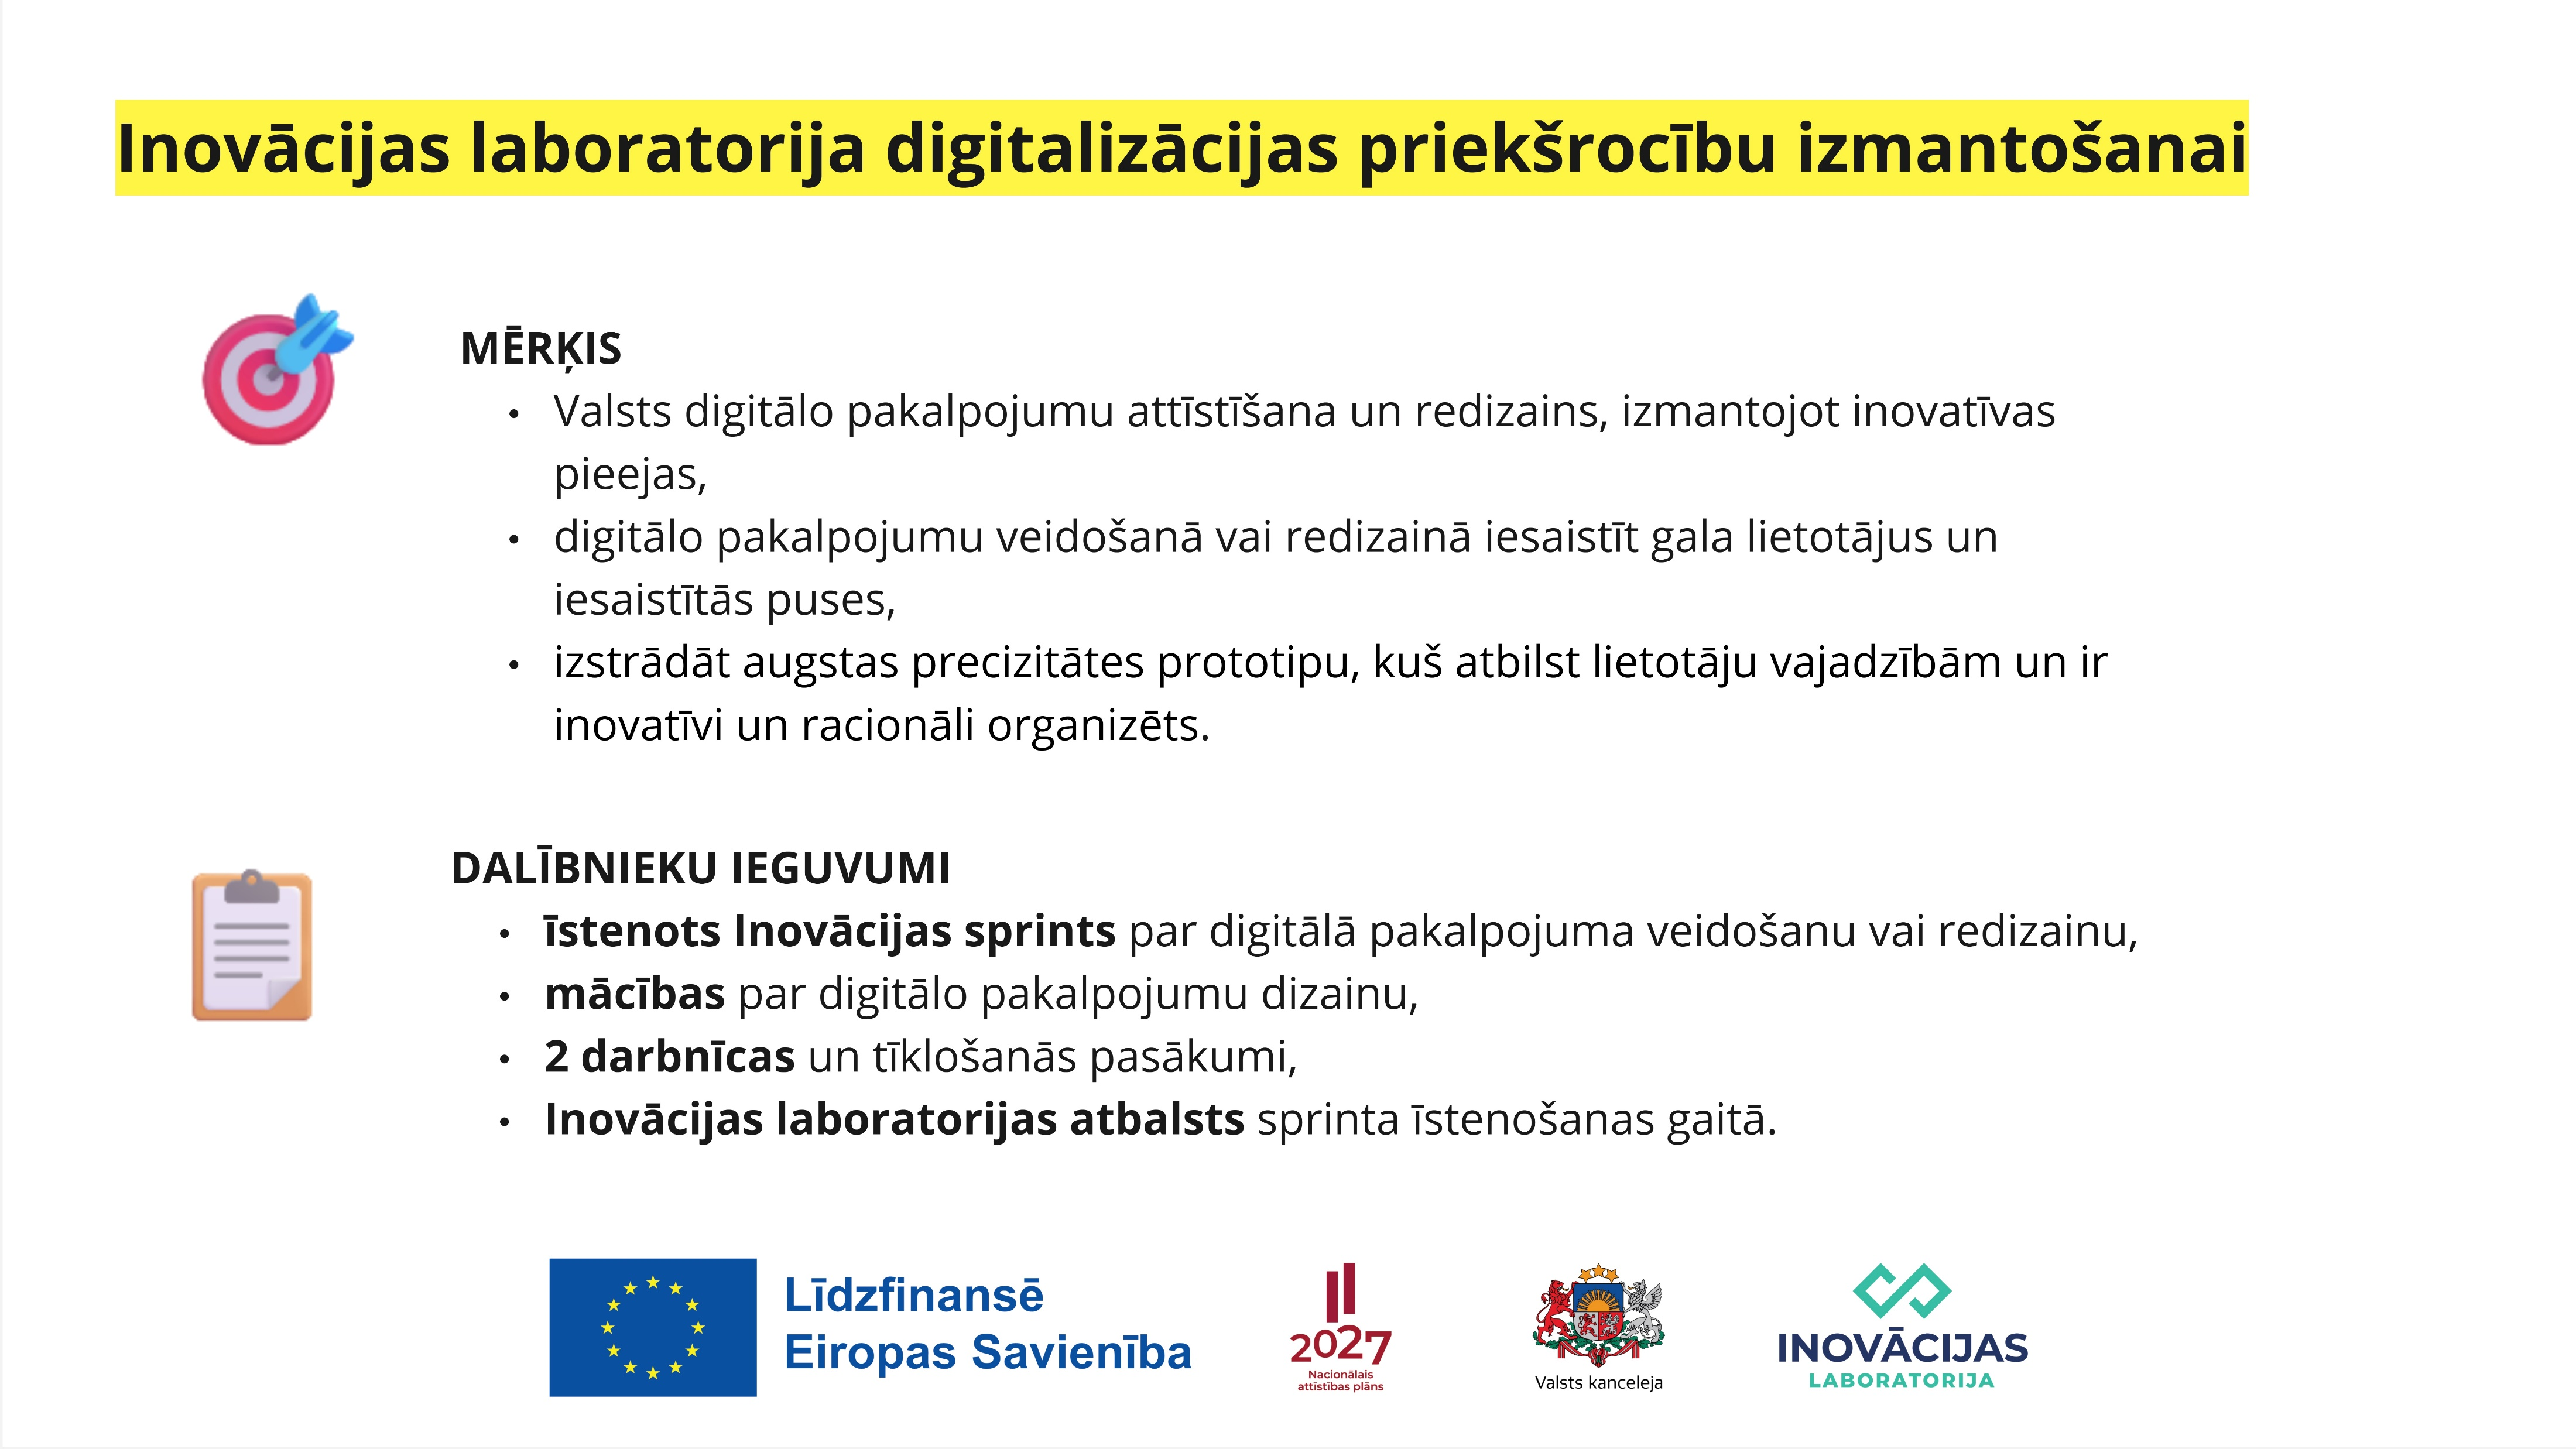 Inovācijas laboratorija digitalizācijas priekšrocību izmantošanai
MĒRĶIS
• Valsts digitālo pakalpojumu attīstīšana un redizains, izmantojot inovatīvas
pieejas,
• digitālo pakalpojumu veidošanā vai redizainā iesaistīt gala lietotājus un
iesaistītās puses,
• izstrādāt augstas precizitātes prototipu, kuš atbilst lietotāju vajadzībām un ir
inovatīvi un racionāli organizēts.
DALĪBNIEKU IEGUVUMI
• īstenots Inovācijas sprints par digitālā pakalpojuma veidošanu vai redizainu,
• mācības par digitālo pakalpojumu dizainu,
• 2 darbnīcas un tīklošanās pasākumi,
• Inovācijas laboratorijas atbalsts sprinta īstenošanas gaitā.
Līdzfinansē
Eiropas Savienība
2027
Nacionālais
attīstības plāns
Valsts kanceleja
INOVĀCIJAS
LABORATORIJA